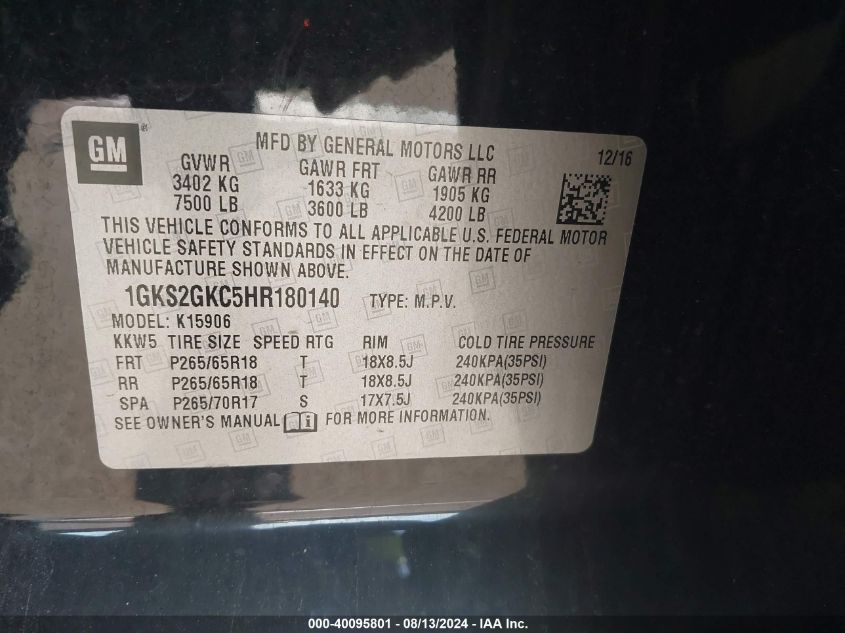 GM
MFD BY GENERAL MOTORS LLC
12/16
GVWR GAWR FRT GAWR RR
3402 KG 1633 KG 1905 KG
7500 LB 3600 LB 4200 LB
THIS VEHICLE CONFORMS TO ALL APPLICABLE U.S. FEDERAL MOTOR
VEHICLE SAFETY STANDARDS IN EFFECT ON THE DATE OF
MANUFACTURE SHOWN ABOVE.
1GKS2GKC5HR180140 TYPE: M.P.V.
MODEL: K15906
KKW5 TIRE SIZE SPEED RTG RIM COLD TIRE PRESSURE
FRT P265/65R18 T 18X8.5J 240KPA(35PSI)
RR P265/65R18 T 18X8.5J 240KPA(35PSI)
SPA P265/70R17 S 17X7.5J 240KPA(35PSI)
SEE OWNER'S MANUAL FOR MORE INFORMATION.
000-40095801 - 08/13/2024 - IAA Inc.